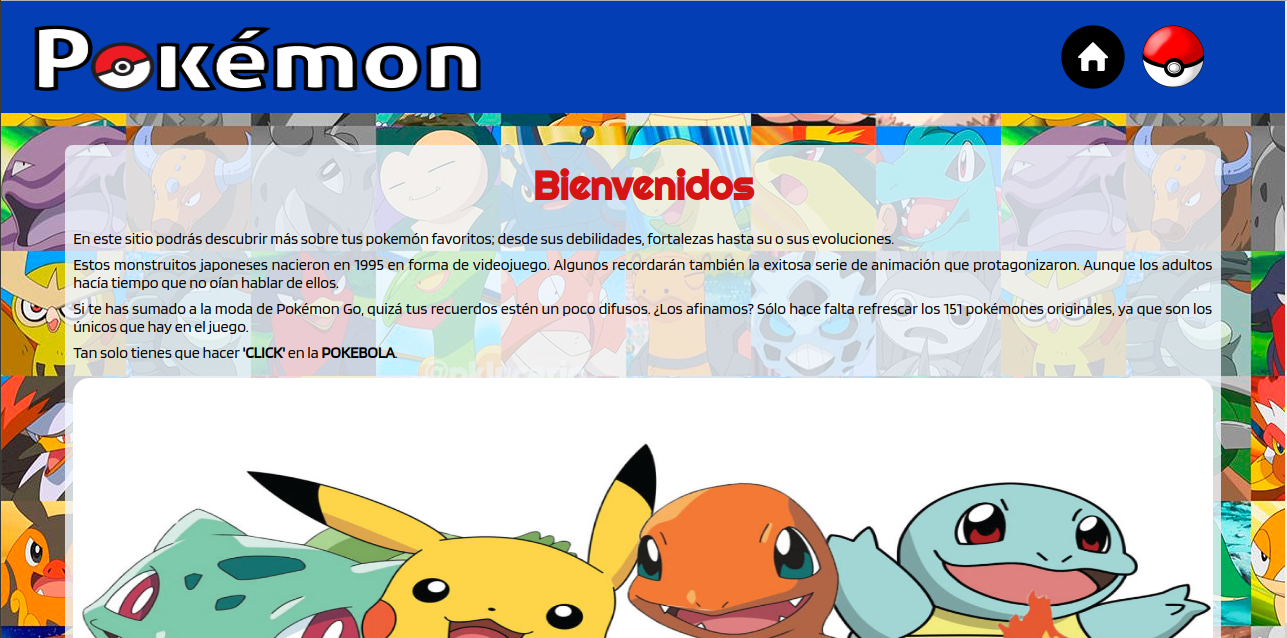 Pokémon
Bienvenidos
En este sitio podrás descubrir más sobre tus pokemón favoritos; desde sus debilidades, fortalezas hasta su o sus evoluciones.
Estos monstruitos japoneses nacieron en 1995 en forma de videojuego. Algunos recordarán también la exitosa serie de animación que protagonizaron. Aunque los adultos
hacía tiempo que no oían hablar de ellos.
Si te has sumado a la moda de Pokémon Go, quizá tus recuerdos estén un poco difusos. ¿Los afinamos? Sólo hace falta refrescar los 151 pokémones originales, ya que son los
únicos que hay en el juego.
Tan solo tienes que hacer 'CLICK' en la POKEBOLA.